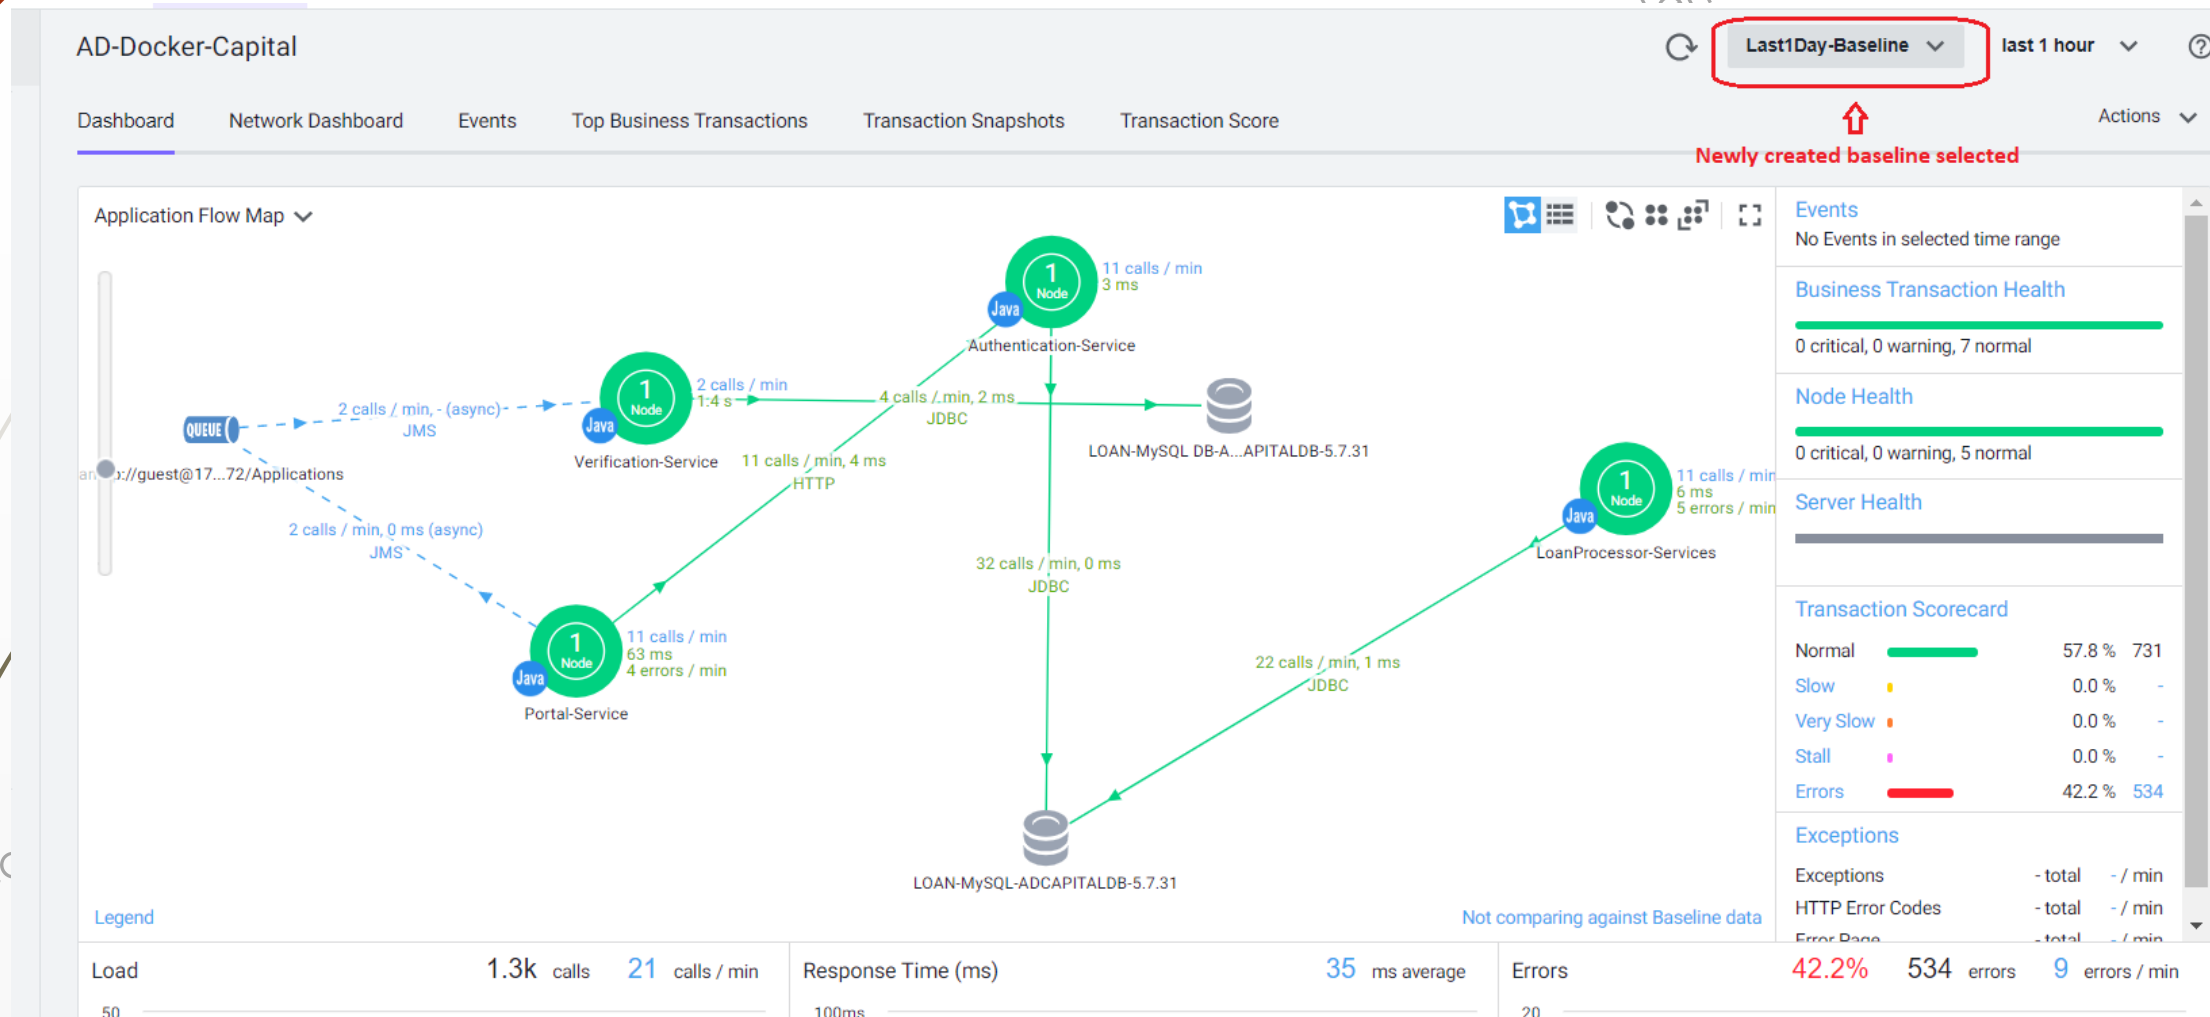 AD-Docker-Capital
Last1Day-Baseline
last 1 hour
Dashboard
Network Dashboard
Events
Top Business Transactions
Transaction Snapshots
Transaction Score
Actions
Newly created baseline selected
Application Flow Map
1
Node
Java
11 calls / min
3 ms
Authentication-Service
1
Node
Java
2 calls / min
1.4 s
Verification-Service
4 calls / min, 2 ms
JDBC
LOAN-MySQL DB-A...APITALDB-5.7.31
2 calls / min, - (async)
JMS
QUEUE
://guest@17...72/Applications
11 calls / min, 4 ms
HTTP
1
Node
Java
11 calls / min
6 ms
5 errors / min
LoanProcessor-Services
2 calls / min, 0 ms (async)
JMS
32 calls / min, 0 ms
JDBC
1
Node
Java
11 calls / min
63 ms
4 errors / min
Portal-Service
22 calls / min, 1 ms
JDBC
LOAN-MySQL-ADCAPITALDB-5.7.31
Legend
Not comparing against Baseline data
Events
No Events in selected time range
Business Transaction Health
0 critical, 0 warning, 7 normal
Node Health
0 critical, 0 warning, 5 normal
Server Health
Transaction Scorecard
Normal 57.8 % 731
Slow 0.0 % -
Very Slow 0.0 % -
Stall 0.0 % -
Errors 42.2 % 534
Exceptions
Exceptions - total - / min
HTTP Error Codes - total - / min
Error Page - total - / min
Load 1.3k calls 21 calls / min
50
Response Time (ms) 35 ms average
100ms
Errors 42.2% 534 errors 9 errors / min
20